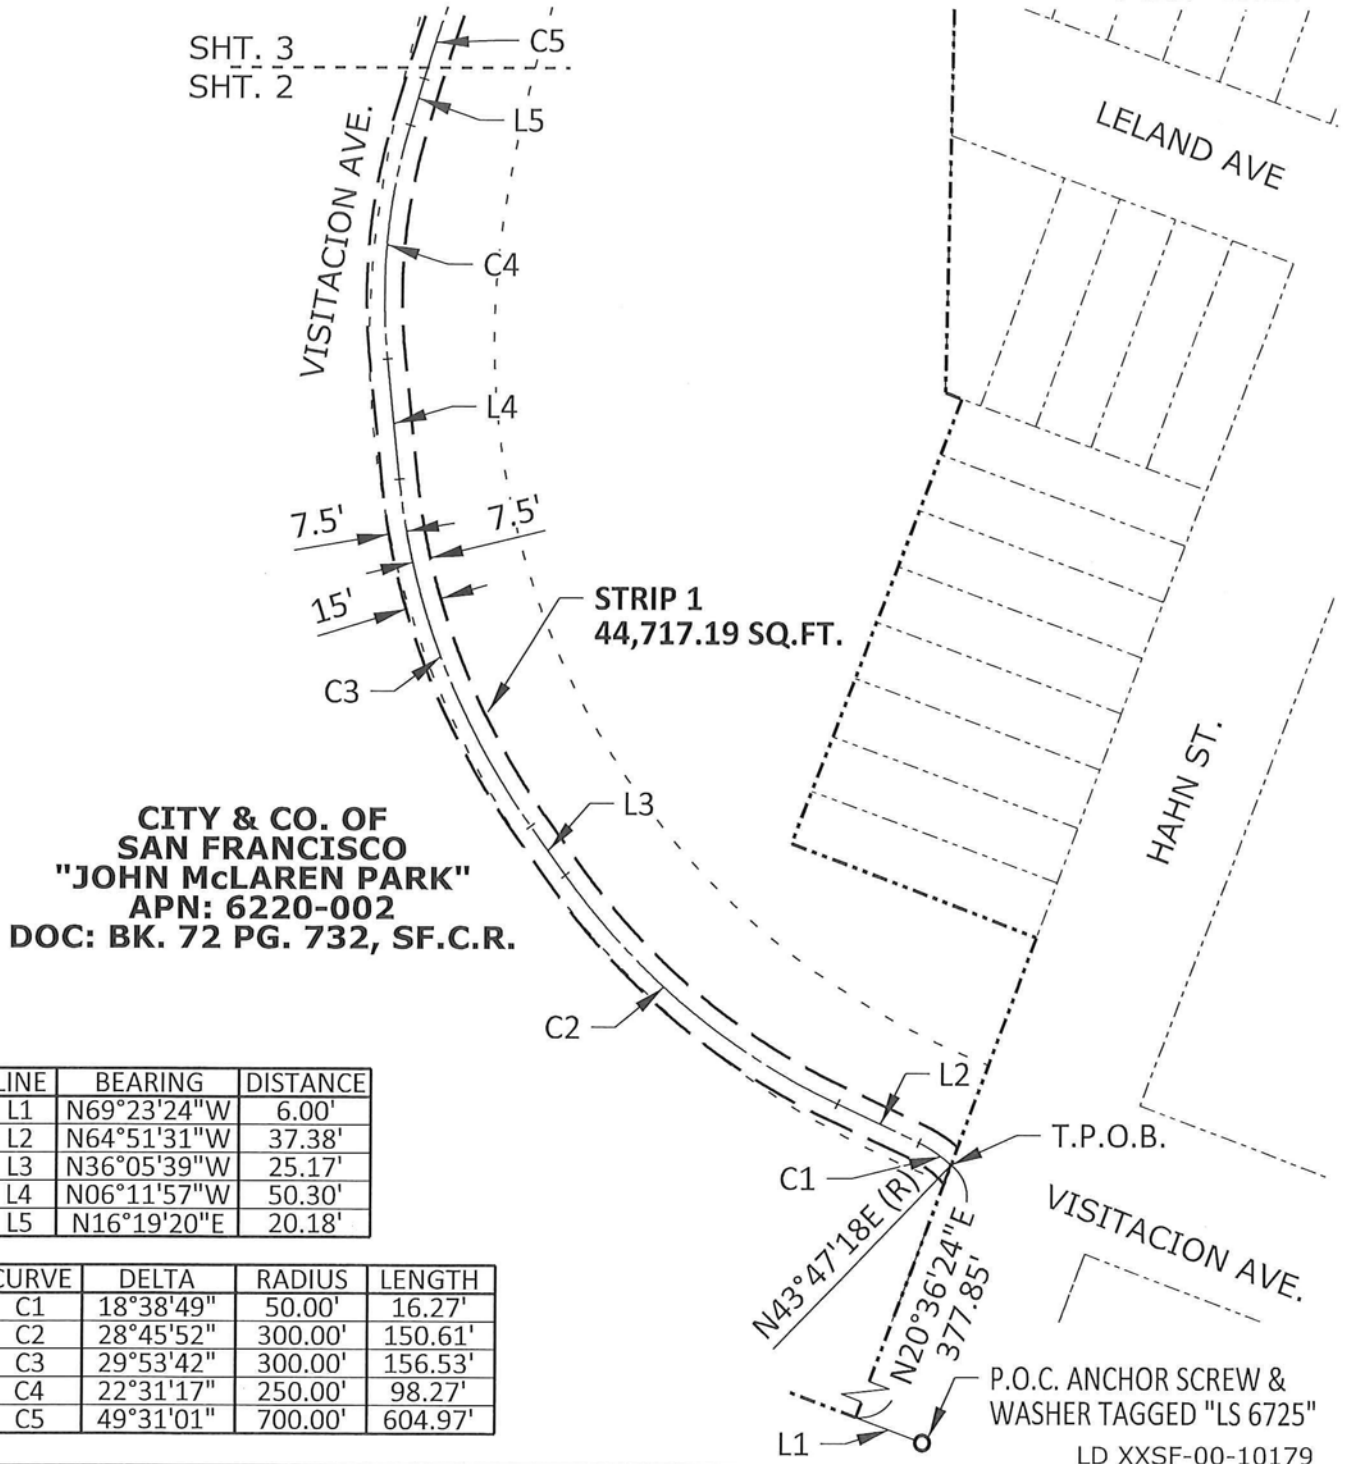 SHT. 3
SHT. 2
C5
L5
VISITACION AVE.
C4
L4
7.5'
7.5'
15'
STRIP 1
44,717.19 SQ.FT.
C3
L3
LELAND AVE
HAHN ST.
CITY & CO. OF
SAN FRANCISCO
"JOHN McLAREN PARK"
APN: 6220-002
DOC: BK. 72 PG. 732, SF.C.R.
C2
L2
T.P.O.B.
C1
VISITACION AVE.
N43°47'18E (R)
N20°36'24"E
377.85'
P.O.C. ANCHOR SCREW &
WASHER TAGGED "LS 6725"
L1
LD XXSF-00-10179
BEARING DISTANCE
L1 N69°23'24"W 6.00'
L2 N64°51'31"W 37.38'
L3 N36°05'39"W 25.17'
L4 N06°11'57"W 50.30'
L5 N16°19'20"E 20.18'
DELTA RADIUS LENGTH
C1 18°38'49" 50.00' 16.27'
C2 28°45'52" 300.00' 150.61'
C3 29°53'42" 300.00' 156.53'
C4 22°31'17" 250.00' 98.27'
C5 49°31'01" 700.00' 604.97'